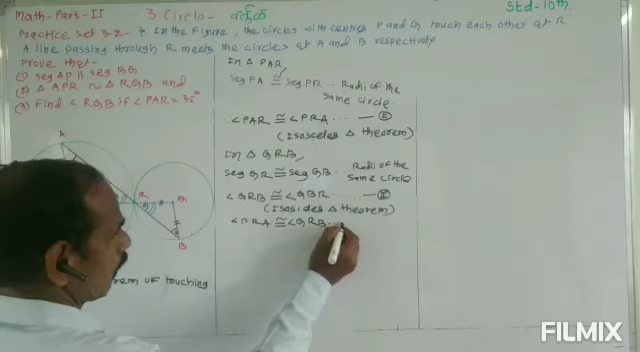 Math-Part-II 3 Circle- वर्तुळ Std-10th.
Practice set 3.2- 4 In the Figure, the circles with centres P and Q touch each other at R
A line passing through R meets the circles at A and B respectively
Prove that-
(1) seg AP || seg BQ
(2) △ APR ~ △ RQB and
(3) Find ∠ RQB if ∠ PAR = 35°
In △ PAR,
seg PA ≅ seg PR .. Radii of the
same circle.
∠PAR ≅ ∠PRA ... — ①
(Isosceles △ theorem)
In △ QRB,
seg QR ≅ seg QB .. Radii of the
same circle
∠QRB ≅ ∠QBR ..... — ②
(Isosides △ theorem)
∠PRA ≅ ∠QRB ...
A
R
Q
B
rem of touching
FILMIX